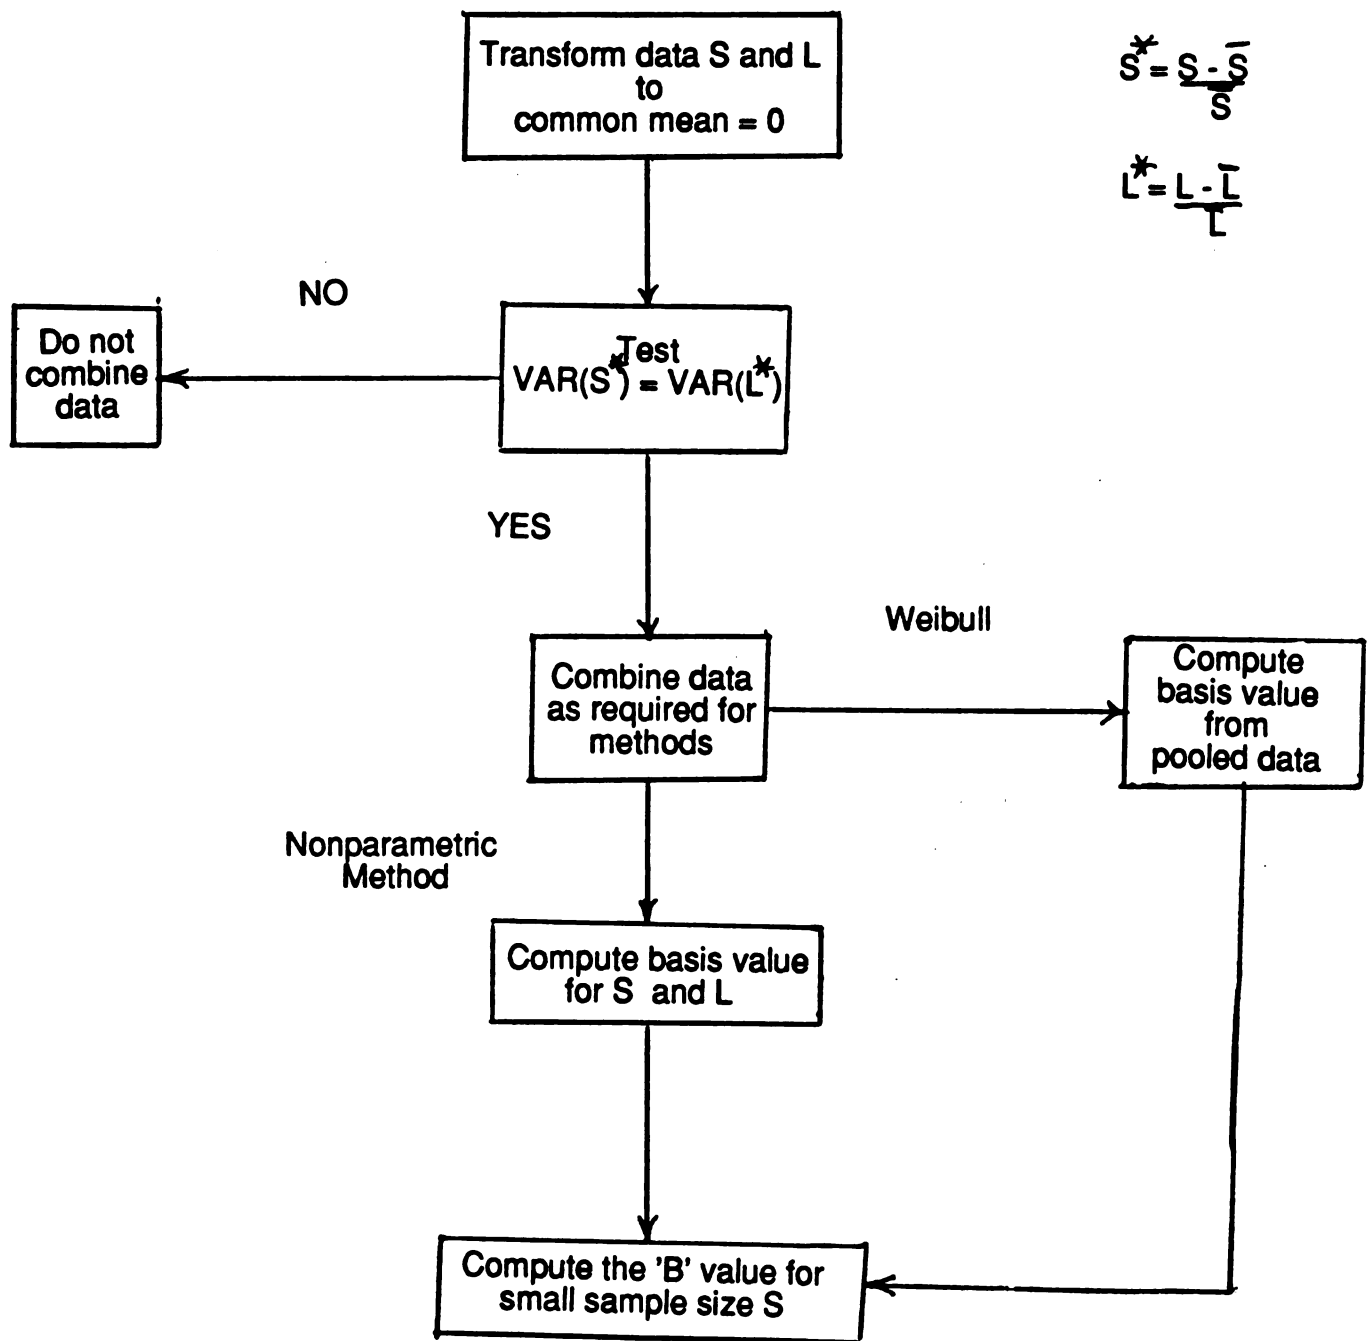 Transform data S and L
to
common mean = 0
S* = S - S̅
S̅
L* = L - L̅
L̅
NO
Do not
combine
data
Test
VAR(S*) = VAR(L*)
YES
Weibull
Combine data
as required for
methods
Compute
basis value
from
pooled data
Nonparametric
Method
Compute basis value
for S and L
Compute the 'B' value for
small sample size S